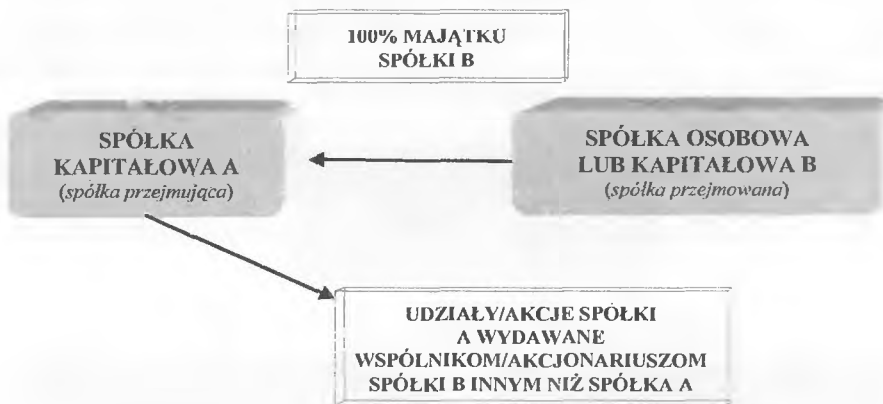 100% MAJĄTKU
SPÓŁKI B
SPÓŁKA
KAPITAŁOWA A
(spółka przejmująca)
SPÓŁKA OSOBOWA
LUB KAPITAŁOWA B
(spółka przejmowana)
UDZIAŁY/AKCJE SPÓŁKI
A WYDAWANE
WSPÓLNIKOM/AKCJONARIUSZOM
SPÓŁKI B INNYM NIŻ SPÓŁKA A